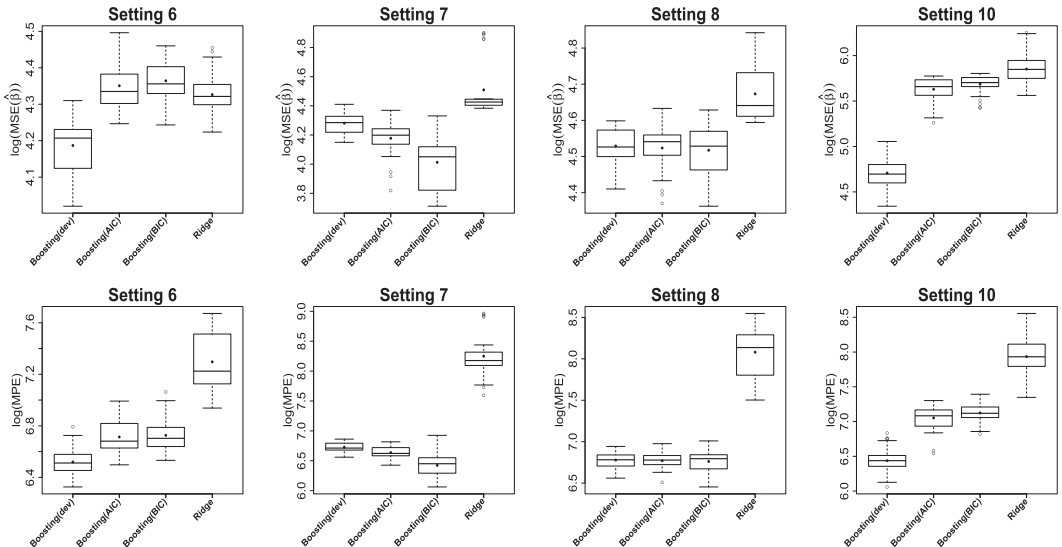 Setting 6
log(MSE(β̂))
4.5
4.4
4.3
4.2
4.1
Boosting(dev)
Boosting(AIC)
Boosting(BIC)
Ridge
Setting 7
log(MSE(β̂))
4.8
4.6
4.4
4.2
4.0
3.8
Boosting(dev)
Boosting(AIC)
Boosting(BIC)
Ridge
Setting 8
log(MSE(β̂))
4.8
4.7
4.6
4.5
4.4
Boosting(dev)
Boosting(AIC)
Boosting(BIC)
Ridge
Setting 10
log(MSE(β̂))
6.0
5.5
5.0
4.5
Boosting(dev)
Boosting(AIC)
Boosting(BIC)
Ridge
Setting 6
log(MPE)
7.6
7.2
6.8
6.4
Boosting(dev)
Boosting(AIC)
Boosting(BIC)
Ridge
Setting 7
log(MPE)
9.0
8.5
8.0
7.5
7.0
6.5
6.0
Boosting(dev)
Boosting(AIC)
Boosting(BIC)
Ridge
Setting 8
log(MPE)
8.5
8.0
7.5
7.0
6.5
Boosting(dev)
Boosting(AIC)
Boosting(BIC)
Ridge
Setting 10
log(MPE)
8.5
8.0
7.5
7.0
6.5
6.0
Boosting(dev)
Boosting(AIC)
Boosting(BIC)
Ridge